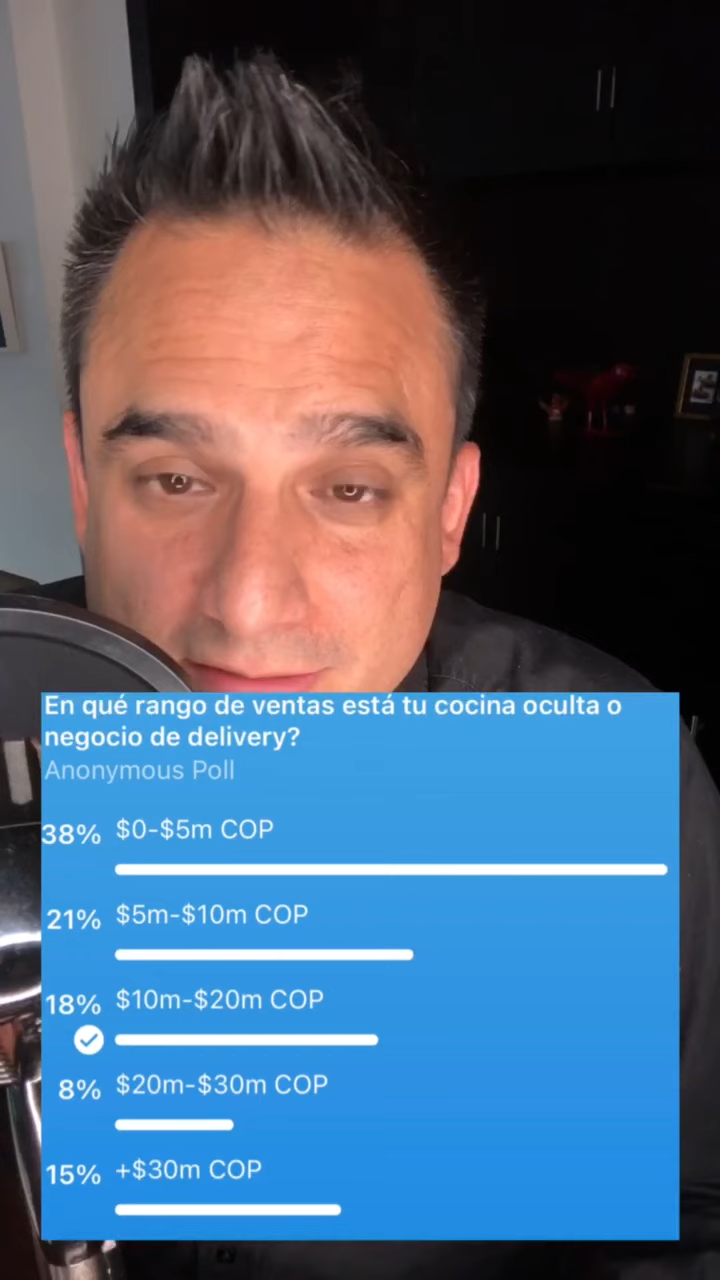 En qué rango de ventas está tu cocina oculta o
negocio de delivery?
Anonymous Poll
38% $0-$5m COP
21% $5m-$10m COP
18% $10m-$20m COP
8% $20m-$30m COP
15% +$30m COP